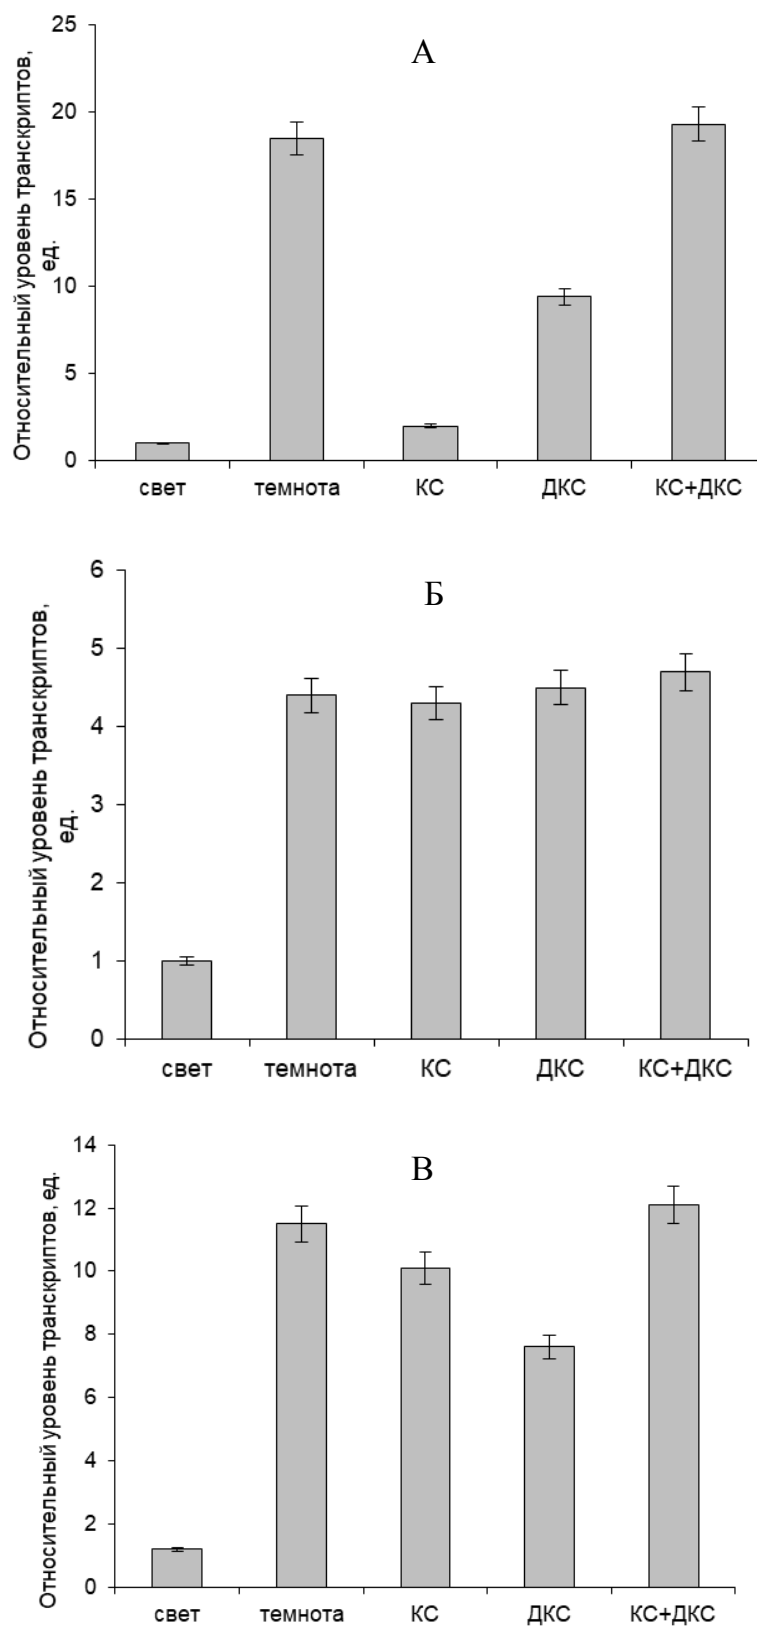 А
Относительный уровень транскриптов,
ед.
25
20
15
10
5
0
свет темнота КС ДКС КС+ДКС
Б
Относительный уровень транскриптов,
ед.
6
5
4
3
2
1
0
свет темнота КС ДКС КС+ДКС
В
Относительный уровень транскриптов, ед.
14
12
10
8
6
4
2
0
свет темнота КС ДКС КС+ДКС